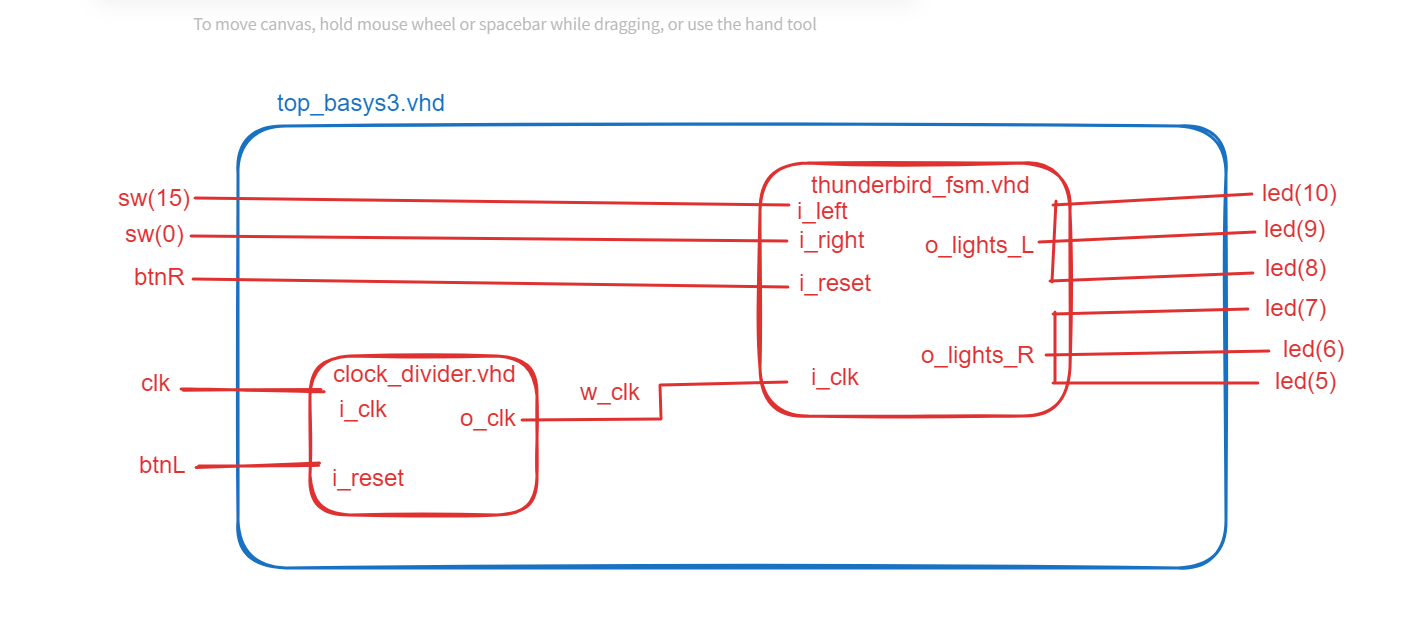 To move canvas, hold mouse wheel or spacebar while dragging, or use the hand tool
top_basys3.vhd
sw(15)
sw(0)
btnR
clk
btnL
clock_divider.vhd
i_clk
o_clk
i_reset
w_clk
thunderbird_fsm.vhd
i_left
i_right
o_lights_L
i_reset
o_lights_R
i_clk
led(10)
led(9)
led(8)
led(7)
led(6)
led(5)